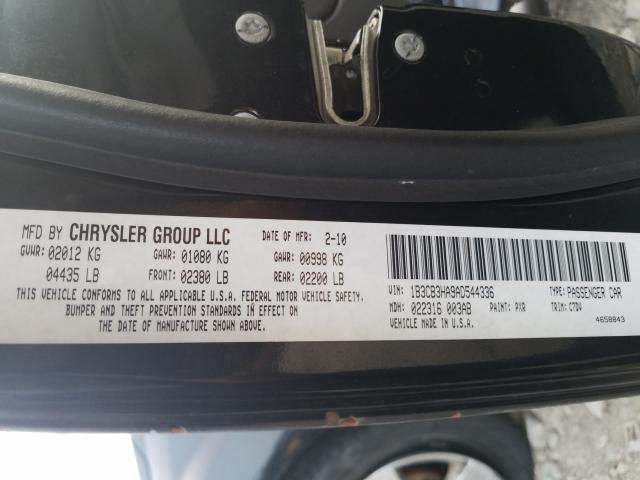 MFD BY CHRYSLER GROUP LLC DATE OF MFR: 2-10
GVWR: 02012 KG GAWR: 01080 KG GAWR: 00998 KG
04435 LB FRONT: 02380 LB REAR: 02200 LB
THIS VEHICLE CONFORMS TO ALL APPLICABLE U.S.A. FEDERAL MOTOR VEHICLE SAFETY,
BUMPER AND THEFT PREVENTION STANDARDS IN EFFECT ON
THE DATE OF MANUFACTURE SHOWN ABOVE.
VIN: 1B3CB3HA9AD544336 TYPE: PASSENGER CAR
MDH: 022316 003AB PAINT: PXR TRIM: C7DV
VEHICLE MADE IN U.S.A. 4658843